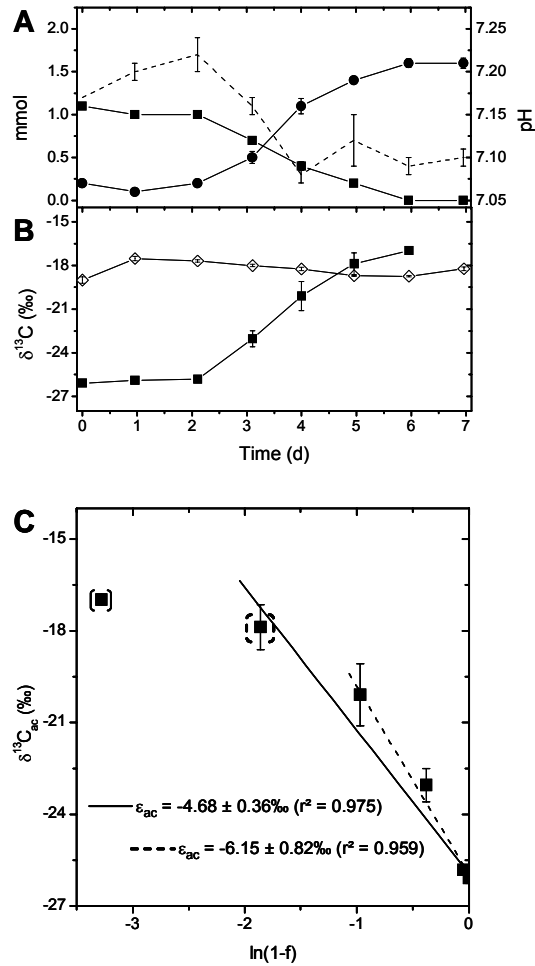 A
2.0
1.5
1.0
0.5
0.0
mmol
7.25
7.20
7.15
7.10
7.05
pH
B
-15
-18
-21
-24
-27
δ¹³C (‰)
0 1 2 3 4 5 6 7
Time (d)
C
-15
-18
-21
-24
-27
δ¹³Cac (‰)
εac = -4.68 ± 0.36‰ (r² = 0.975)
εac = -6.15 ± 0.82‰ (r² = 0.959)
-3 -2 -1 0
ln(1-f)